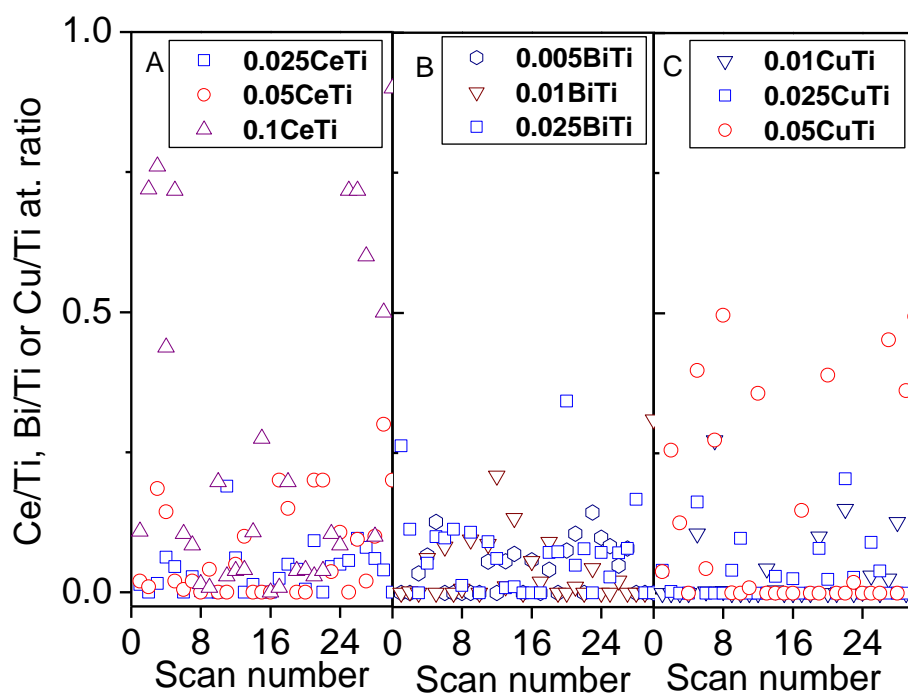 Ce/Ti, Bi/Ti or Cu/Ti at. ratio
1.0
0.5
0.0
A
0.025CeTi
0.05CeTi
0.1CeTi
B
0.005BiTi
0.01BiTi
0.025BiTi
C
0.01CuTi
0.025CuTi
0.05CuTi
0 8 16 24 0 8 16 24 0 8 16 24
Scan number Scan number Scan number